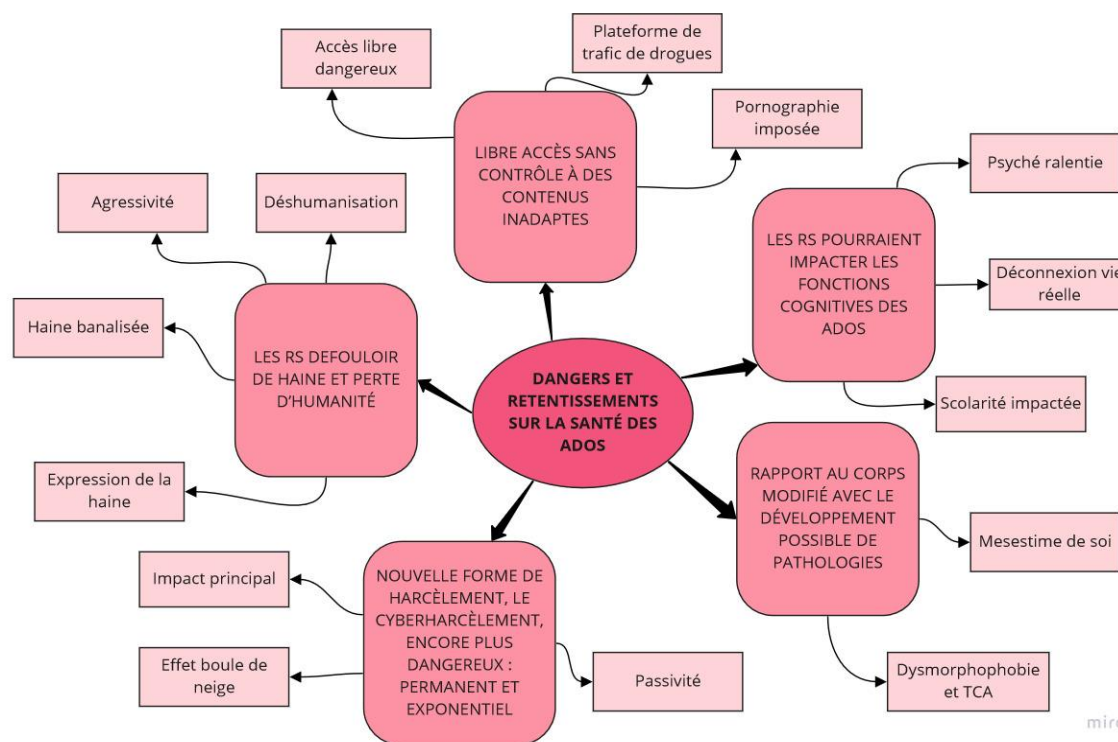 Accès libre
dangereux
Plateforme de
trafic de drogues
Pornographie
imposée
LIBRE ACCÈS SANS
CONTRÔLE À DES
CONTENUS
INADAPTES
Psyché ralentie
Agressivité
Déshumanisation
LES RS POURRAIENT
IMPACTER LES
FONCTIONS
COGNITIVES DES
ADOS
Déconnexion vie
réelle
Haine banalisée
LES RS DEFOULOIR
DE HAINE ET PERTE
D'HUMANITÉ
DANGERS ET
RETENTISSEMENTS
SUR LA SANTÉ DES
ADOS
Scolarité impactée
Expression de la
haine
RAPPORT AU CORPS
MODIFIÉ AVEC LE
DÉVELOPPEMENT
POSSIBLE DE
PATHOLOGIES
Mesestime de soi
Impact principal
NOUVELLE FORME DE
HARCÈLEMENT, LE
CYBERHARCÈLEMENT,
ENCORE PLUS
DANGEREUX :
PERMANENT ET
EXPONENTIEL
Effet boule de
neige
Passivité
Dysmorphophobie
et TCA